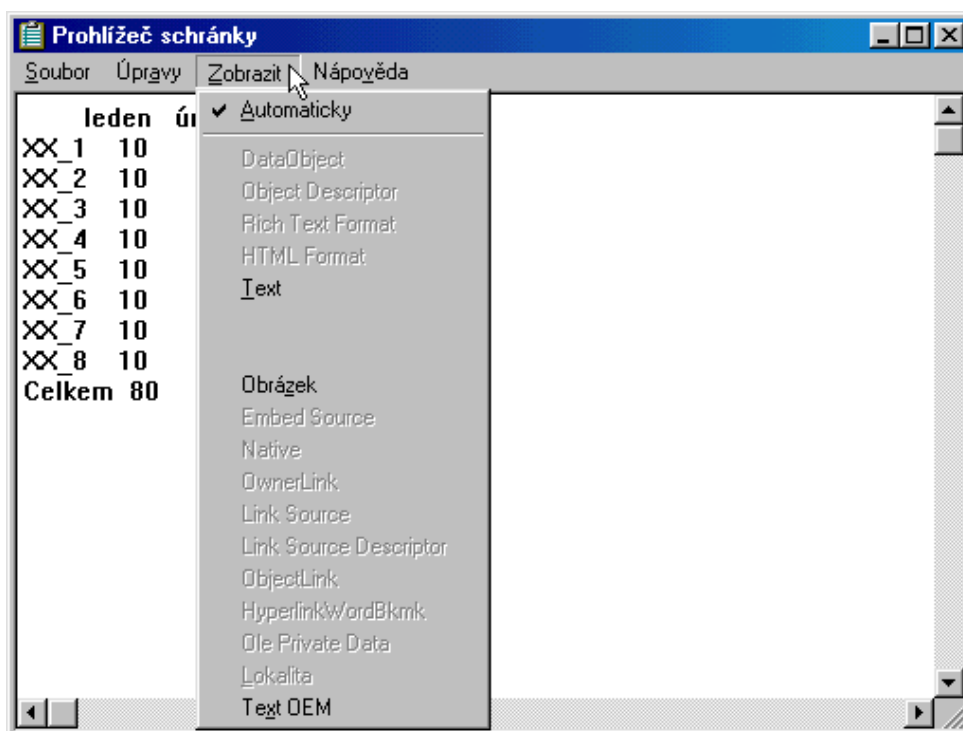 Prohlížeč schránky
Soubor Úpravy Zobrazit Nápověda
leden
XX_1 10
XX_2 10
XX_3 10
XX_4 10
XX_5 10
XX_6 10
XX_7 10
XX_8 10
Celkem 80
Automaticky
DataObject
Object Descriptor
Rich Text Format
HTML Format
Text
Obrázek
Embed Source
Native
OwnerLink
Link Source
Link Source Descriptor
ObjectLink
HyperlinkWordBkmk
Ole Private Data
Lokalita
Text OEM